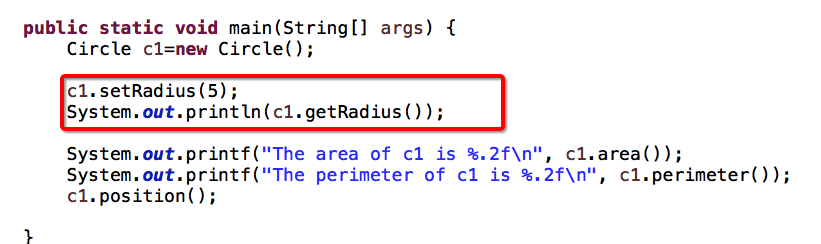 public static void main(String[] args) {
Circle c1=new Circle();
c1.setRadius(5);
System.out.println(c1.getRadius());
System.out.printf("The area of c1 is %.2f\n", c1.area());
System.out.printf("The perimeter of c1 is %.2f\n", c1.perimeter());
c1.position();
}